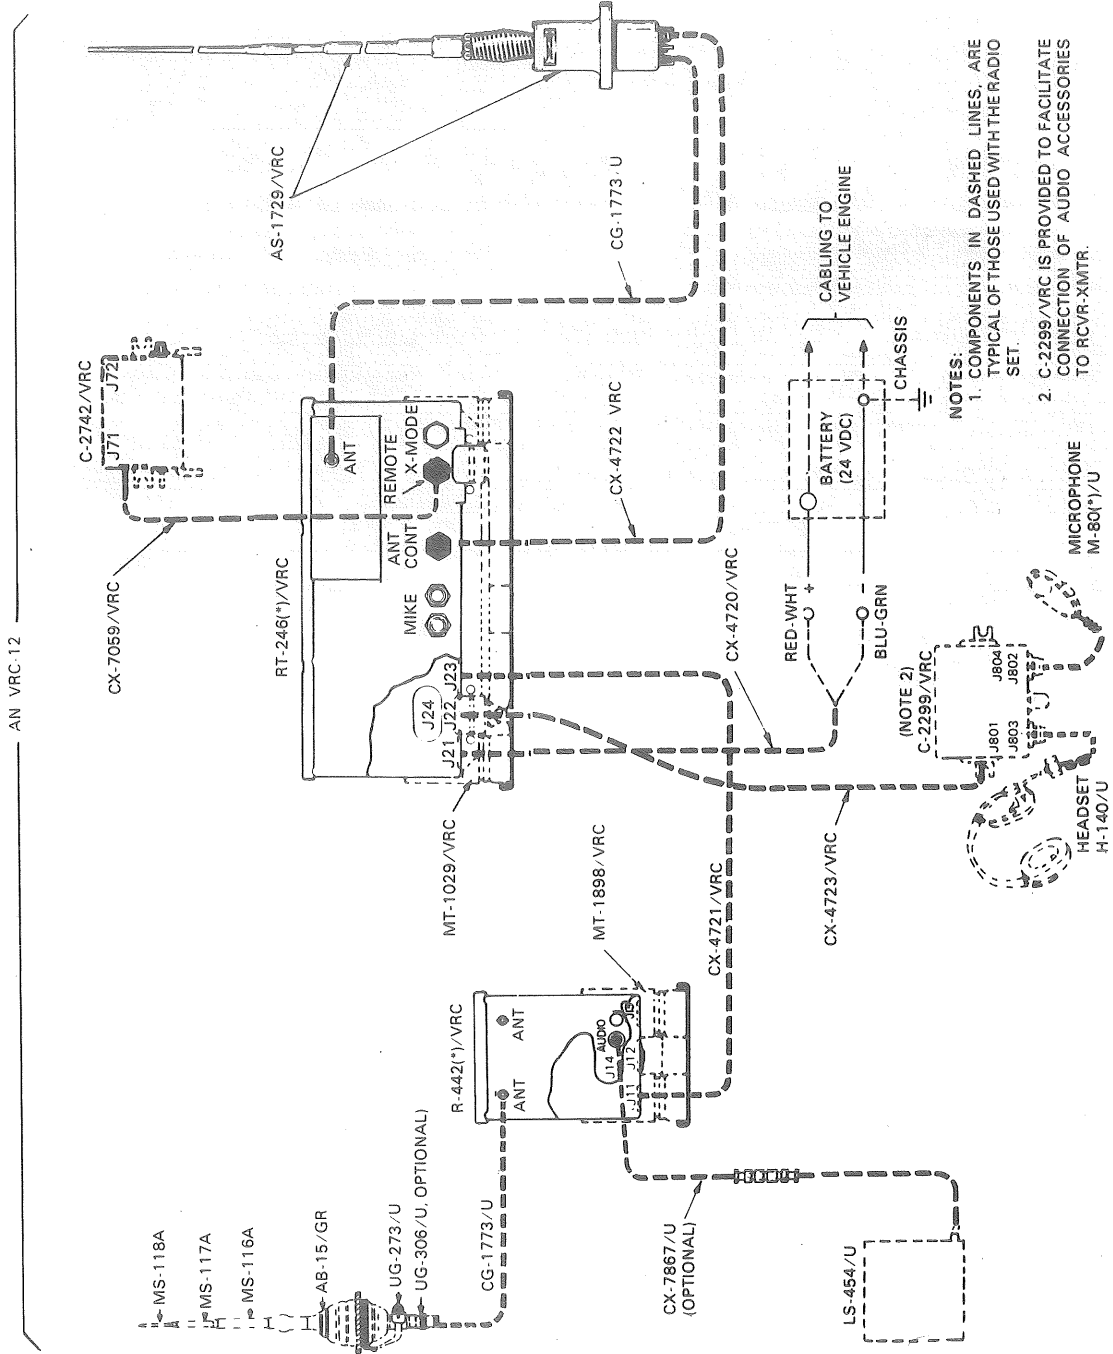 AN VRC-12
MS-118A
MS-117A
MS-116A
AB-15/GR
UG-273/U
UG-306/U, OPTIONAL)
CG-1773/U
R-442(*)/VRC
ANT
ANT
AUDIO
J14
J13
J11
J12
MT-1898/VRC
CX-7867/U
(OPTIONAL)
LS-454/U
CX-4721/VRC
CX-7059/VRC
C-2742/VRC
J71
J72
RT-246(*)/VRC
ANT
REMOTE
X-MODE
ANT
CONT
MIKE
J24
J21
J22
J23
MT-1029/VRC
AS-1729/VRC
CG-1773/U
CX-4722 VRC
CX-4720/VRC
CX-4723/VRC
RED-WHT
+
-
BLU-GRN
BATTERY
(24 VDC)
CHASSIS
CABLING TO
VEHICLE ENGINE
(NOTE 2)
C-2299/VRC
J801
J804
J803
J802
HEADSET
H-140/U
MICROPHONE
M-80(*)/U
NOTES:
1. COMPONENTS IN DASHED LINES, ARE
TYPICAL OF THOSE USED WITH THE RADIO
SET.
2. C-2299/VRC IS PROVIDED TO FACILITATE
CONNECTION OF AUDIO ACCESSORIES
TO RCVR-XMTR.